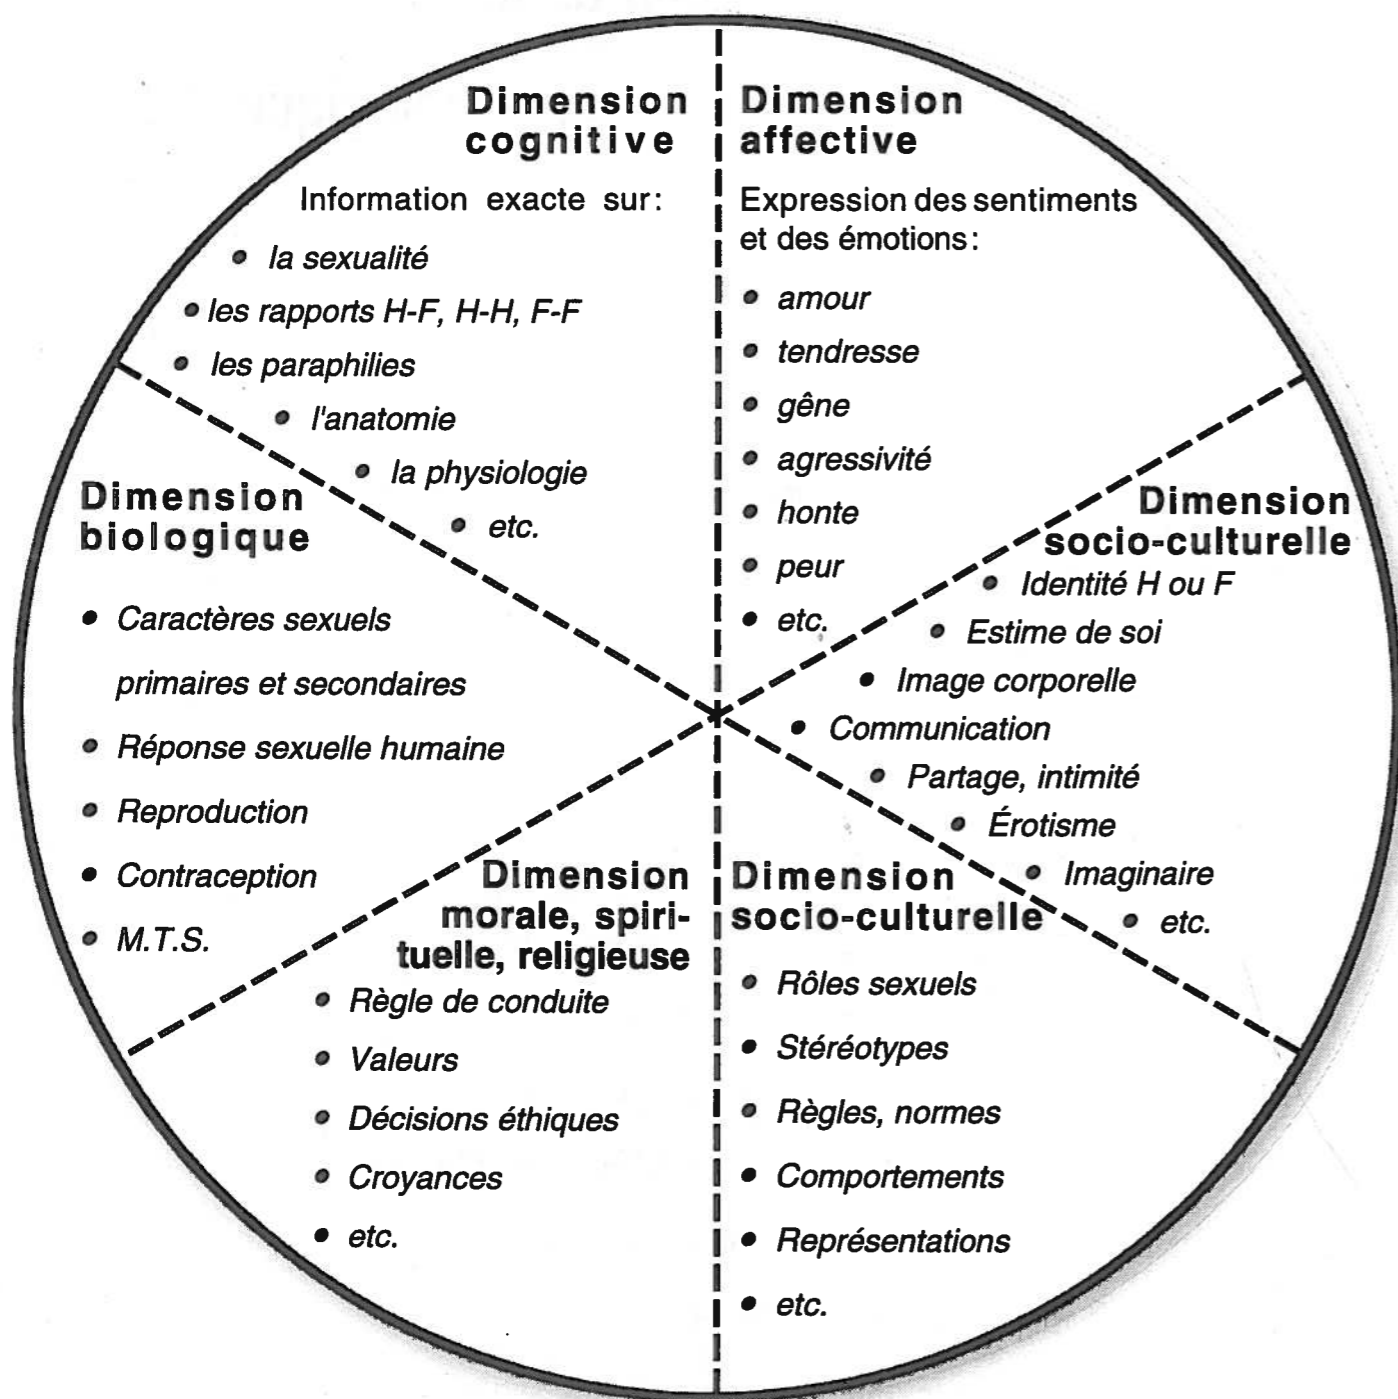 Dimension
cognitive
Information exacte sur:
• la sexualité
• les rapports H-F, H-H, F-F
• les paraphilies
• l'anatomie
• la physiologie
• etc.
Dimension
affective
Expression des sentiments
et des émotions:
• amour
• tendresse
• gêne
• agressivité
• honte
• peur
• etc.
Dimension
socio-culturelle
• Identité H ou F
• Estime de soi
• Image corporelle
• Communication
• Partage, intimité
• Érotisme
• Imaginaire
• etc.
Dimension
biologique
• Caractères sexuels
primaires et secondaires
• Réponse sexuelle humaine
• Reproduction
• Contraception
• M.T.S.
Dimension
morale, spiri-
tuelle, religieuse
• Règle de conduite
• Valeurs
• Décisions éthiques
• Croyances
• etc.
Dimension
socio-culturelle
• Rôles sexuels
• Stéréotypes
• Règles, normes
• Comportements
• Représentations
• etc.